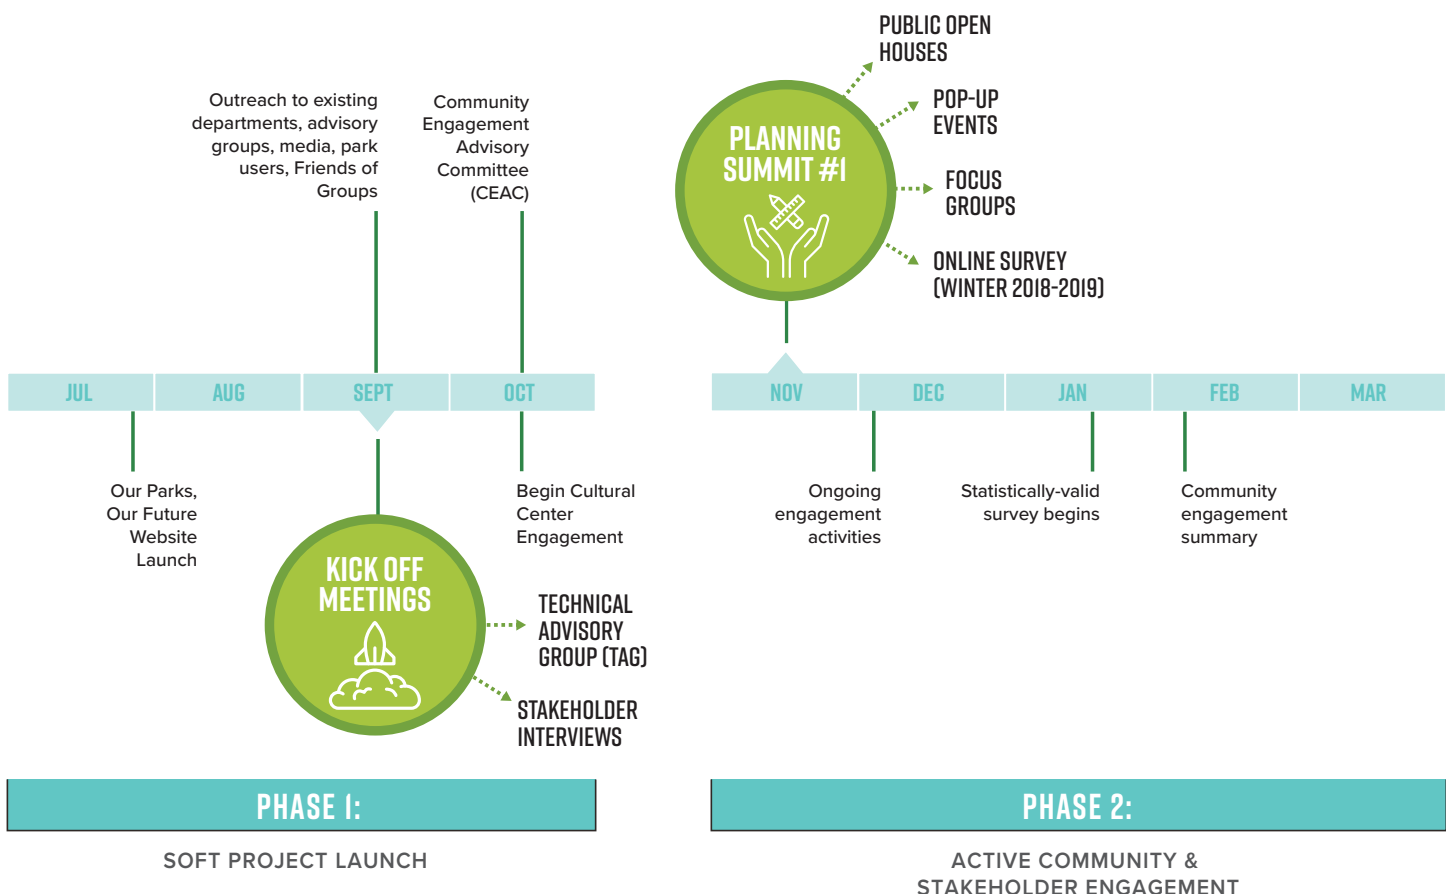 Outreach to existing
departments, advisory
groups, media, park
users, Friends of
Groups
Community
Engagement
Advisory
Committee
(CEAC)
PLANNING
SUMMIT #1
PUBLIC OPEN
HOUSES
POP-UP
EVENTS
FOCUS
GROUPS
ONLINE SURVEY
(WINTER 2018-2019)
JUL
AUG
SEPT
OCT
NOV
DEC
JAN
FEB
MAR
Our Parks,
Our Future
Website
Launch
Begin Cultural
Center
Engagement
Ongoing
engagement
activities
Statistically-valid
survey begins
Community
engagement
summary
KICK OFF
MEETINGS
TECHNICAL
ADVISORY
GROUP (TAG)
STAKEHOLDER
INTERVIEWS
PHASE 1:
SOFT PROJECT LAUNCH
PHASE 2:
ACTIVE COMMUNITY &
STAKEHOLDER ENGAGEMENT